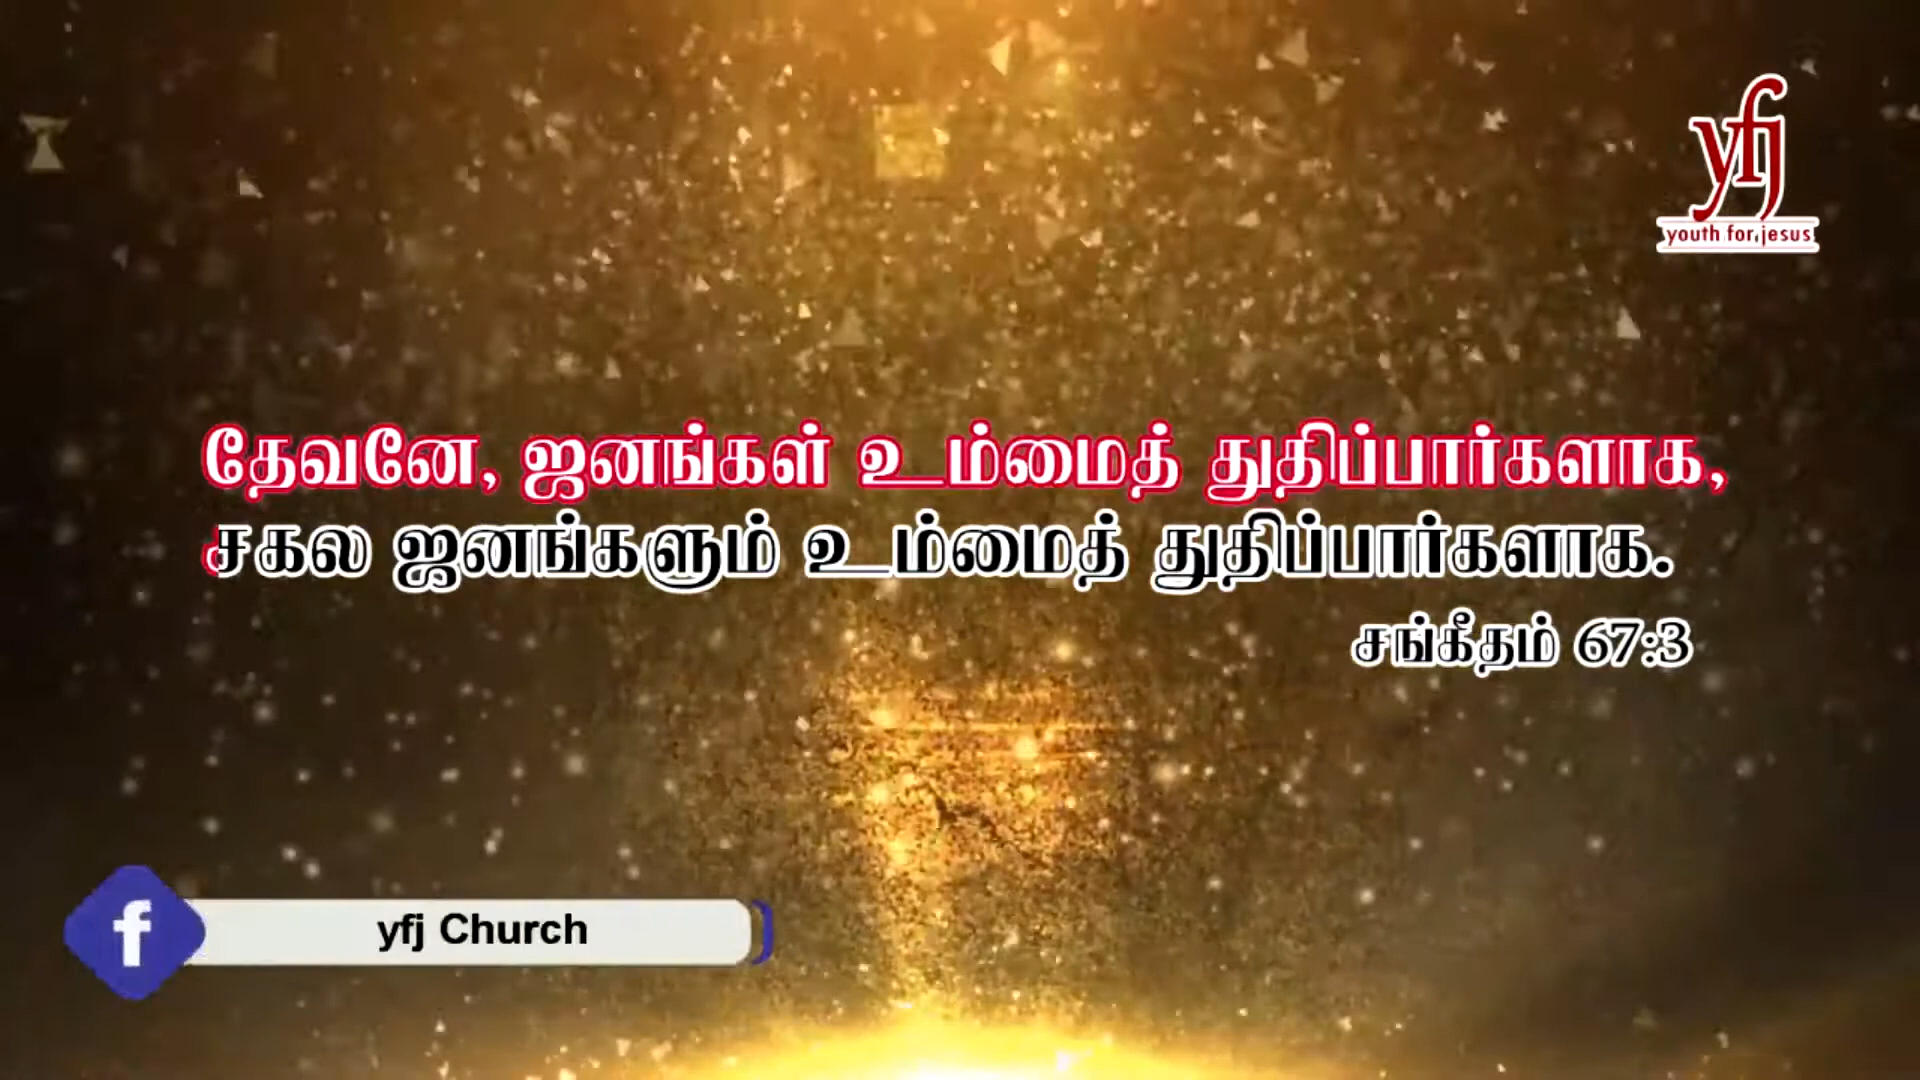 yfj
youth for jesus
தேவனே, ஜனங்கள் உம்மைத் துதிப்பார்களாக,
சகல ஜனங்களும் உம்மைத் துதிப்பார்களாக.
சங்கீதம் 67:3
f
yfj Church